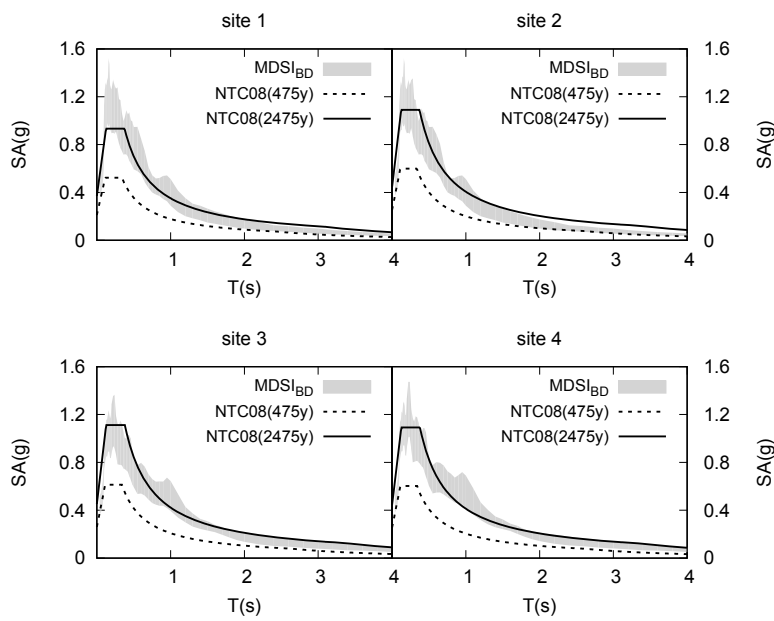 site 1
site 2
1.6
1.2
0.8
0.4
0
SA(g)
MDSI_BD
NTC08(475y)
NTC08(2475y)
1 2 3 4
T(s)
MDSI_BD
NTC08(475y)
NTC08(2475y)
1 2 3 4
T(s)
1.6
1.2
0.8
0.4
0
SA(g)
site 3
site 4
1.6
1.2
0.8
0.4
0
SA(g)
MDSI_BD
NTC08(475y)
NTC08(2475y)
1 2 3 4
T(s)
MDSI_BD
NTC08(475y)
NTC08(2475y)
1 2 3 4
T(s)
1.6
1.2
0.8
0.4
0
SA(g)